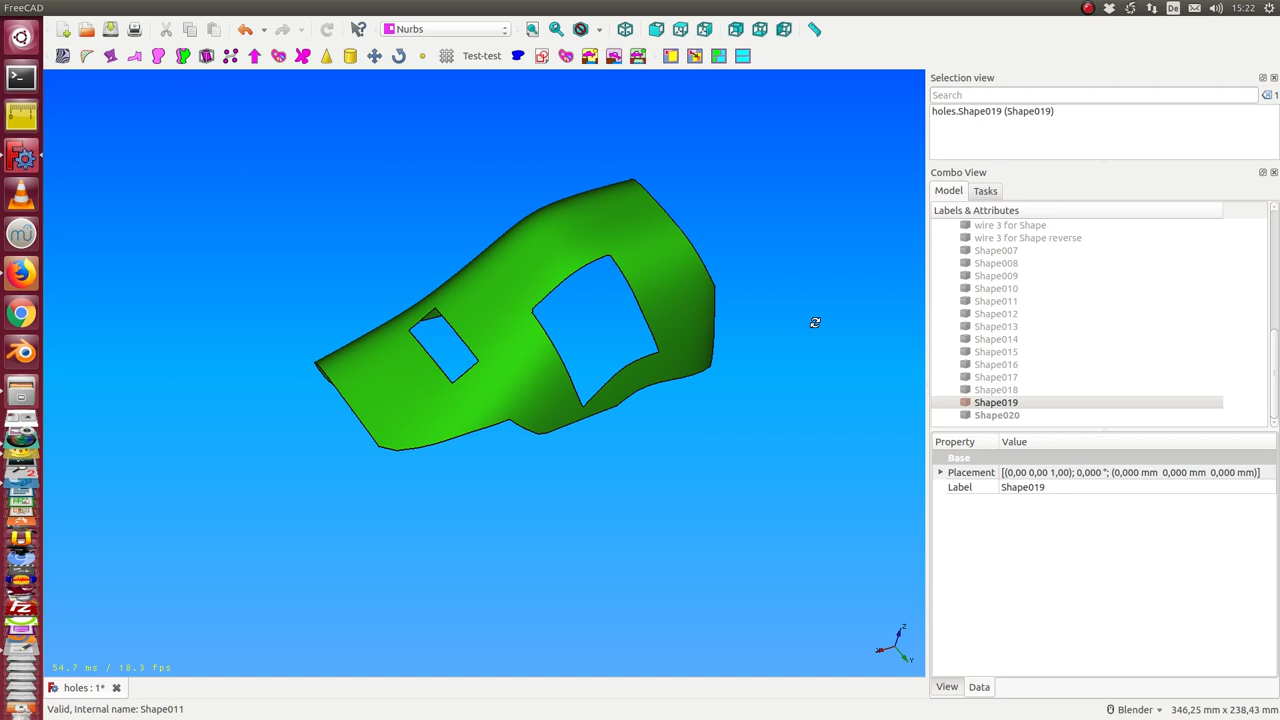 FreeCAD
De
15:22
Nurbs
Test-test
Selection view
Search
1
holes.Shape019 (Shape019)
Combo View
Model
Tasks
Labels & Attributes
wire 3 for Shape
wire 3 for Shape reverse
Shape007
Shape008
Shape009
Shape010
Shape011
Shape012
Shape013
Shape014
Shape015
Shape016
Shape017
Shape018
Shape019
Shape020
Property Value
Base
Placement [(0,00 0,00 1,00); 0,000 °; (0,000 mm 0,000 mm 0,000 mm)]
Label Shape019
Z
X
Y
54.7 ms / 18.3 fps
View
Data
holes : 1*
Valid, Internal name: Shape011
Blender
346,25 mm x 238,43 mm